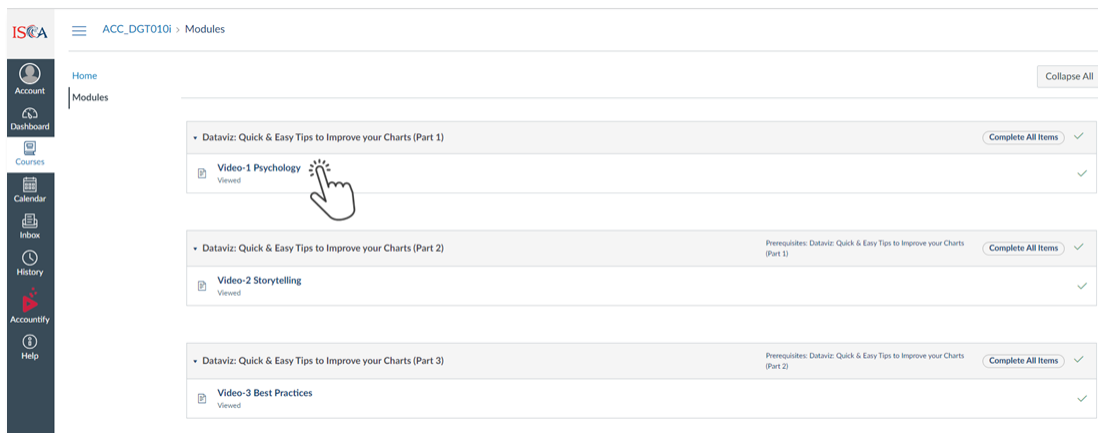 ISCA
ACC_DGT010i › Modules
Account
Dashboard
Courses
Calendar
Inbox
History
Accountify
Help
Home
Modules
Collapse All
Dataviz: Quick & Easy Tips to Improve your Charts (Part 1)
Complete All Items
Video-1 Psychology
Viewed
Dataviz: Quick & Easy Tips to Improve your Charts (Part 2)
Prerequisites: Dataviz: Quick & Easy Tips to Improve your Charts
(Part 1)
Complete All Items
Video-2 Storytelling
Viewed
Dataviz: Quick & Easy Tips to Improve your Charts (Part 3)
Prerequisites: Dataviz: Quick & Easy Tips to Improve your Charts
(Part 2)
Complete All Items
Video-3 Best Practices
Viewed